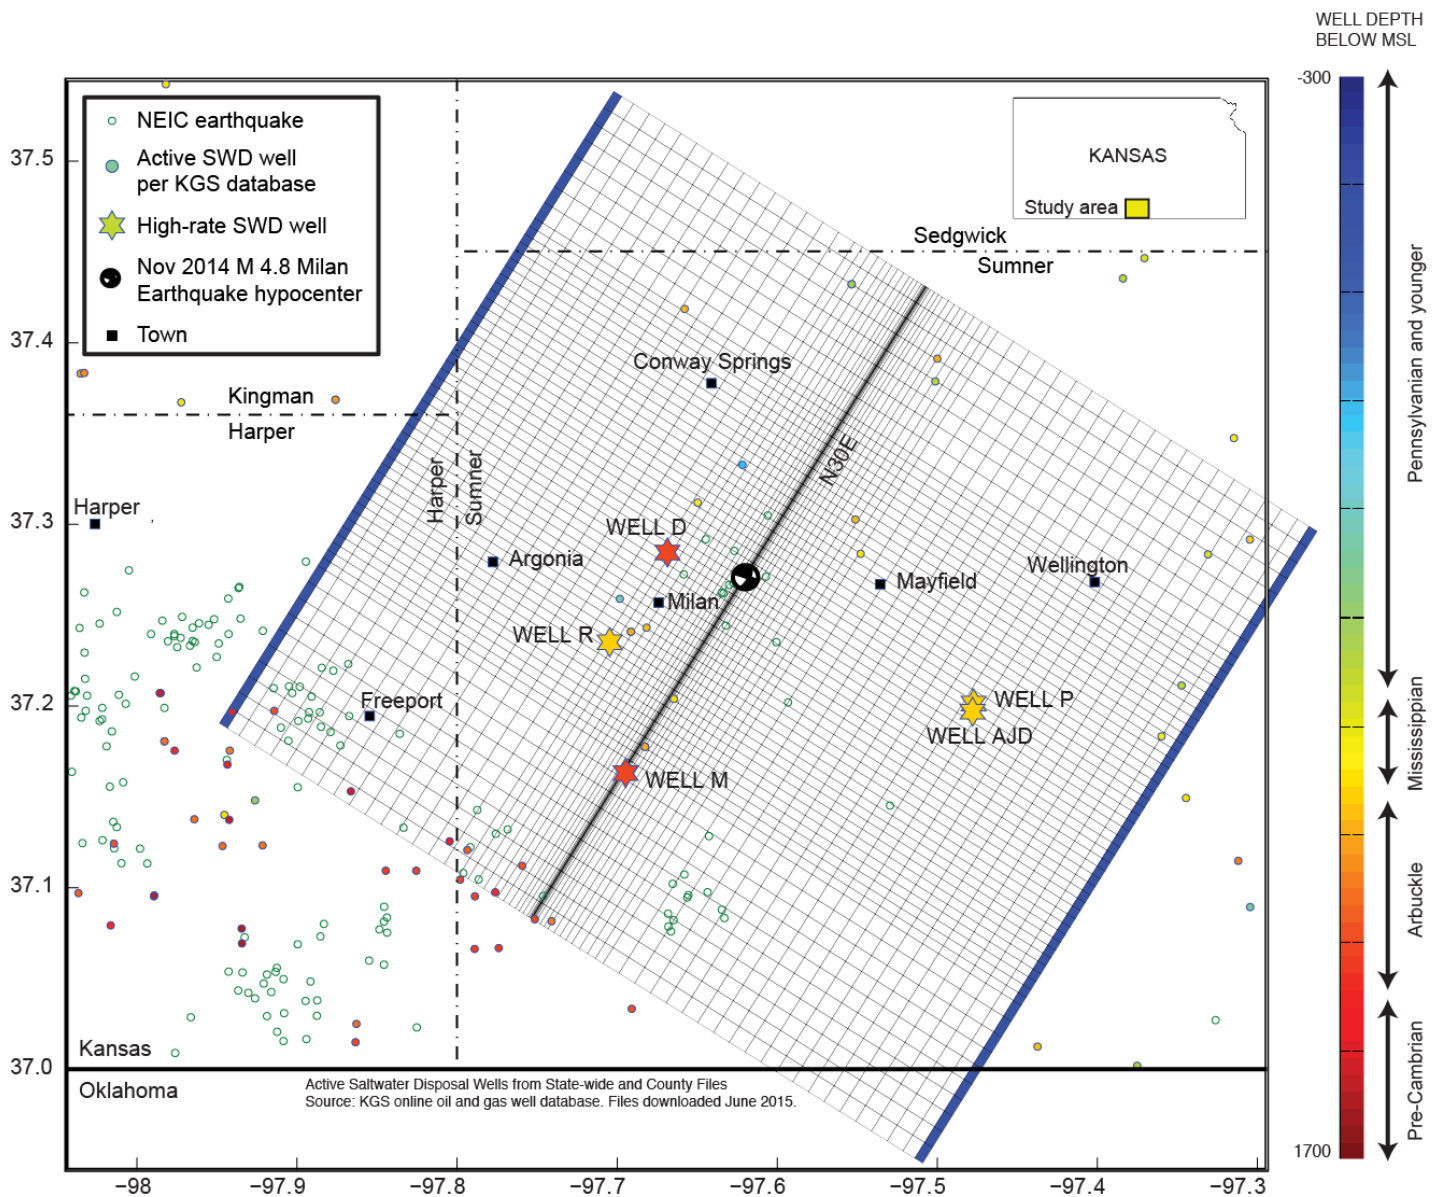 WELL DEPTH
BELOW MSL
-300
NEIC earthquake
Active SWD well
per KGS database
High-rate SWD well
Nov 2014 M 4.8 Milan
Earthquake hypocenter
Town
KANSAS
Study area
Sedgwick
Sumner
37.5
37.4
37.3
37.2
37.1
37.0
Conway Springs
Kingman
Harper
Harper
Sumner
N30E
Harper
WELL D
Argonia
Milan
Mayfield
Wellington
WELL R
Freeport
WELL P
WELL AJD
WELL M
Kansas
Oklahoma
Active Saltwater Disposal Wells from State-wide and County Files
Source: KGS online oil and gas well database. Files downloaded June 2015.
−98
−97.9
−97.8
−97.7
−97.6
−97.5
−97.4
−97.3
Pennsylvanian and younger
Mississippian
Arbuckle
Pre-Cambrian
1700